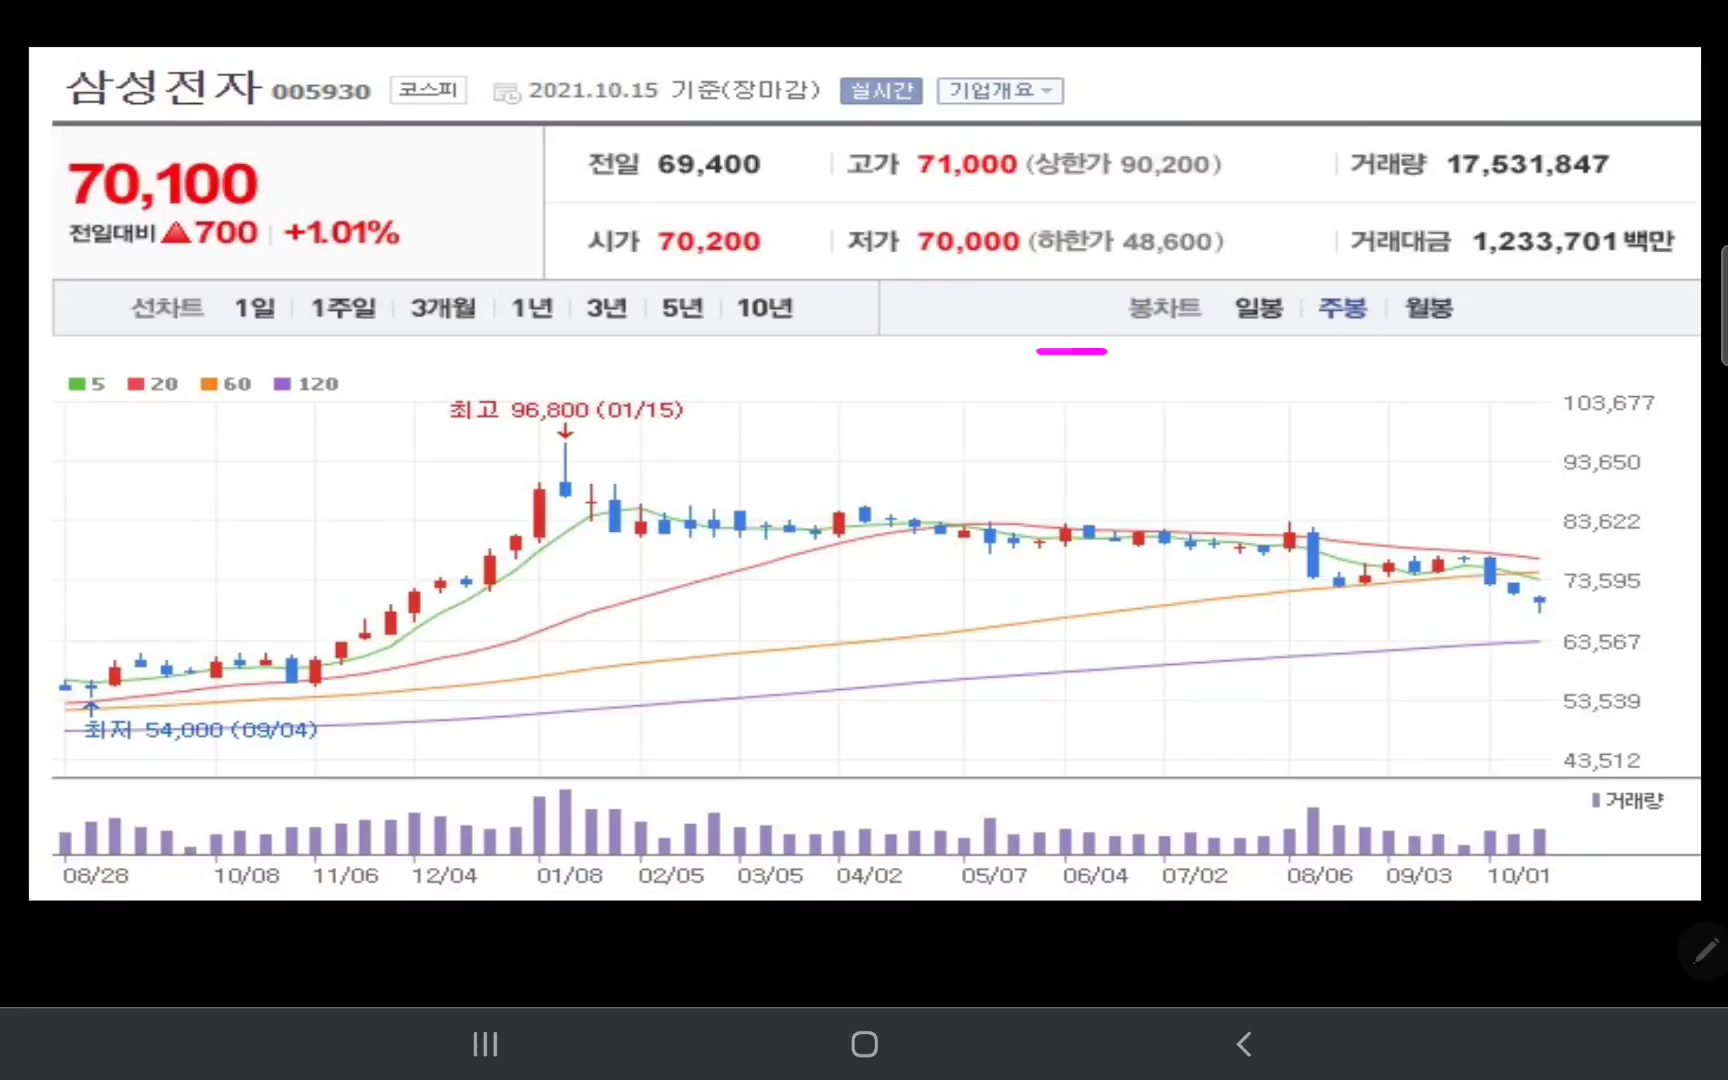 삼성전자 005930 코스피 2021.10.15 기준(장마감) 실시간 기업개요
70,100
전일대비 ▲700 +1.01%
전일 69,400 고가 71,000 (상한가 90,200) 거래량 17,531,847
시가 70,200 저가 70,000 (하한가 48,600) 거래대금 1,233,701 백만
선차트 1일 1주일 3개월 1년 3년 5년 10년 봉차트 일봉 주봉 월봉
5 20 60 120
최고 96,800 (01/15)
103,677
93,650
83,622
73,595
63,567
53,539
43,512
최저 54,000 (09/04)
거래량
08/28 10/08 11/06 12/04 01/08 02/05 03/05 04/02 05/07 06/04 07/02 08/06 09/03 10/01